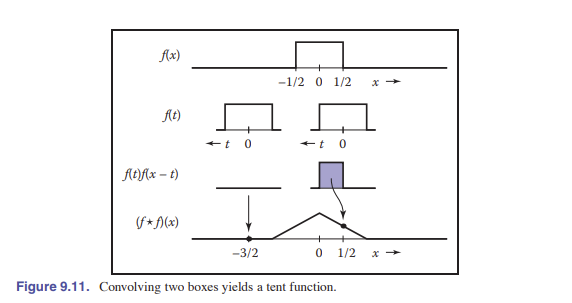 f(x)
−1/2 0 1/2 x →
f(t)
← t 0 ← t 0
f(t)f(x − t)
(f ⋆ f)(x)
−3/2 0 1/2 x →
Figure 9.11. Convolving two boxes yields a tent function.